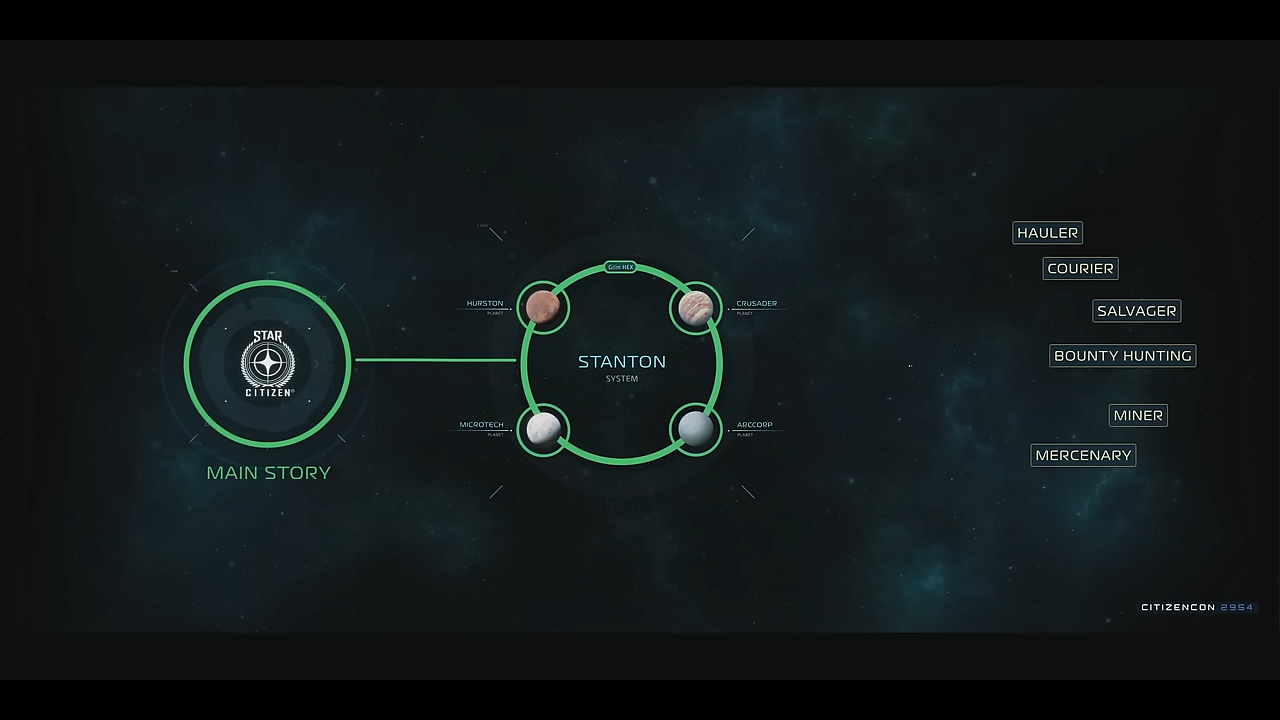 STAR
CITIZEN
MAIN STORY
Grim HEX
HURSTON
PLANET
CRUSADER
PLANET
STANTON
SYSTEM
MICROTECH
PLANET
ARCCORP
PLANET
HAULER
COURIER
SALVAGER
BOUNTY HUNTING
MINER
MERCENARY
CITIZENCON 2954